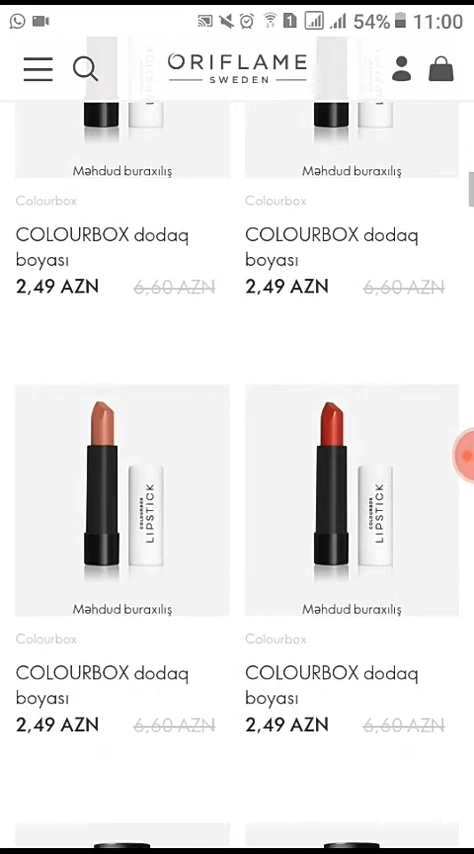 54% 11:00
ORIFLAME
SWEDEN
LIPSTICK
Məhdud buraxılış
Məhdud buraxılış
Colourbox
Colourbox
COLOURBOX dodaq
boyası
COLOURBOX dodaq
boyası
2,49 AZN 6,60 AZN
2,49 AZN 6,60 AZN
COLOURBOX
LIPSTICK
COLOURBOX
LIPSTICK
Məhdud buraxılış
Məhdud buraxılış
Colourbox
Colourbox
COLOURBOX dodaq
boyası
COLOURBOX dodaq
boyası
2,49 AZN 6,60 AZN
2,49 AZN 6,60 AZN